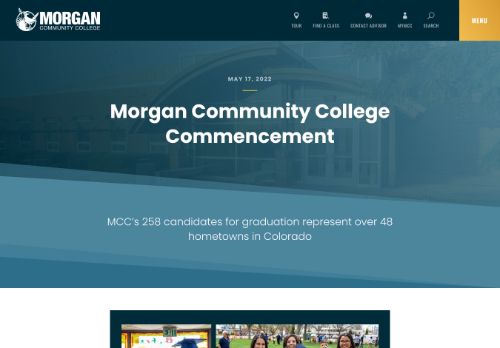 MORGAN
COMMUNITY COLLEGE
TOUR
FIND A CLASS
CONTACT ADVISOR
MYMCC
SEARCH
MENU
MAY 17, 2022
Morgan Community College
Commencement
MCC's 258 candidates for graduation represent over 48
hometowns in Colorado
EXIT